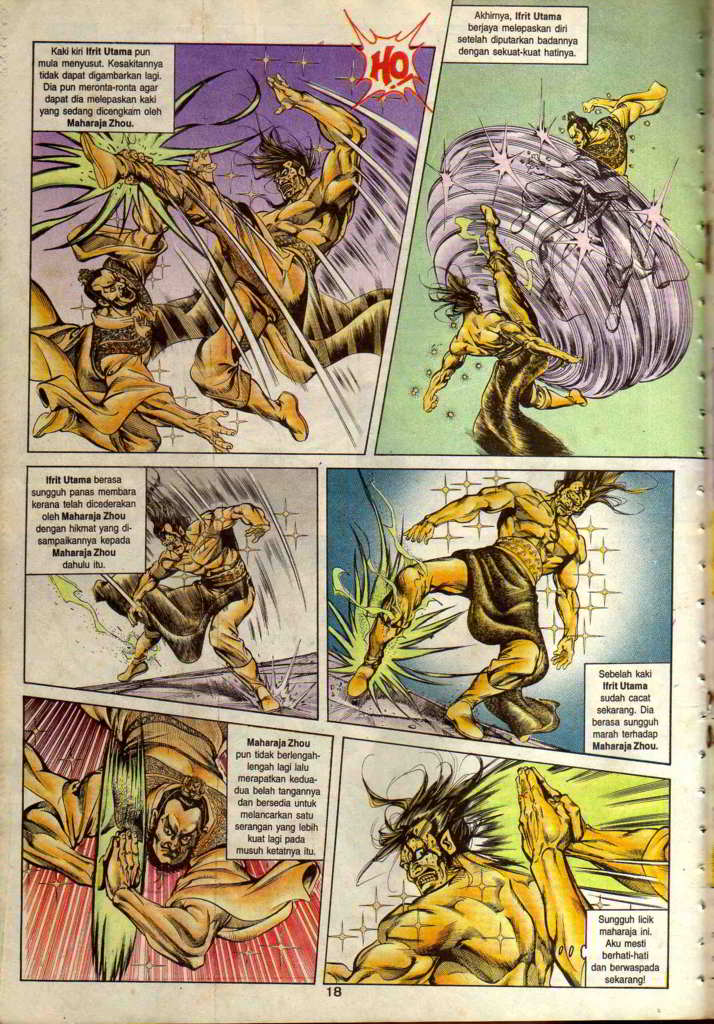 Kaki kiri Ifrit Utama pun
mula menyusut. Kesakitannya
tidak dapat digambarkan lagi.
Dia pun meronta-ronta agar
dapat dia melepaskan kaki
yang sedang dicengkam oleh
Maharaja Zhou.
HO
Akhirnya, Ifrit Utama
berjaya melepaskan diri
setelah diputarkan badannya
dengan sekuat-kuat hatinya.
Ifrit Utama berasa
sungguh panas membara
kerana telah dicederakan
oleh Maharaja Zhou
dengan hikmat yang di-
sampaikannya kepada
Maharaja Zhou
dahulu itu.
Sebelah kaki
Ifrit Utama
sudah cacat
sekarang. Dia
berasa sungguh
marah terhadap
Maharaja Zhou.
Maharaja Zhou
pun tidak berlengah-
lengah lagi lalu
merapatkan kedua-
dua belah tangannya
dan bersedia untuk
melancarkan satu
serangan yang lebih
kuat lagi pada
musuh ketatnya itu.
Sungguh licik
maharaja ini.
Aku mesti
berhati-hati
dan berwaspada
sekarang!
18